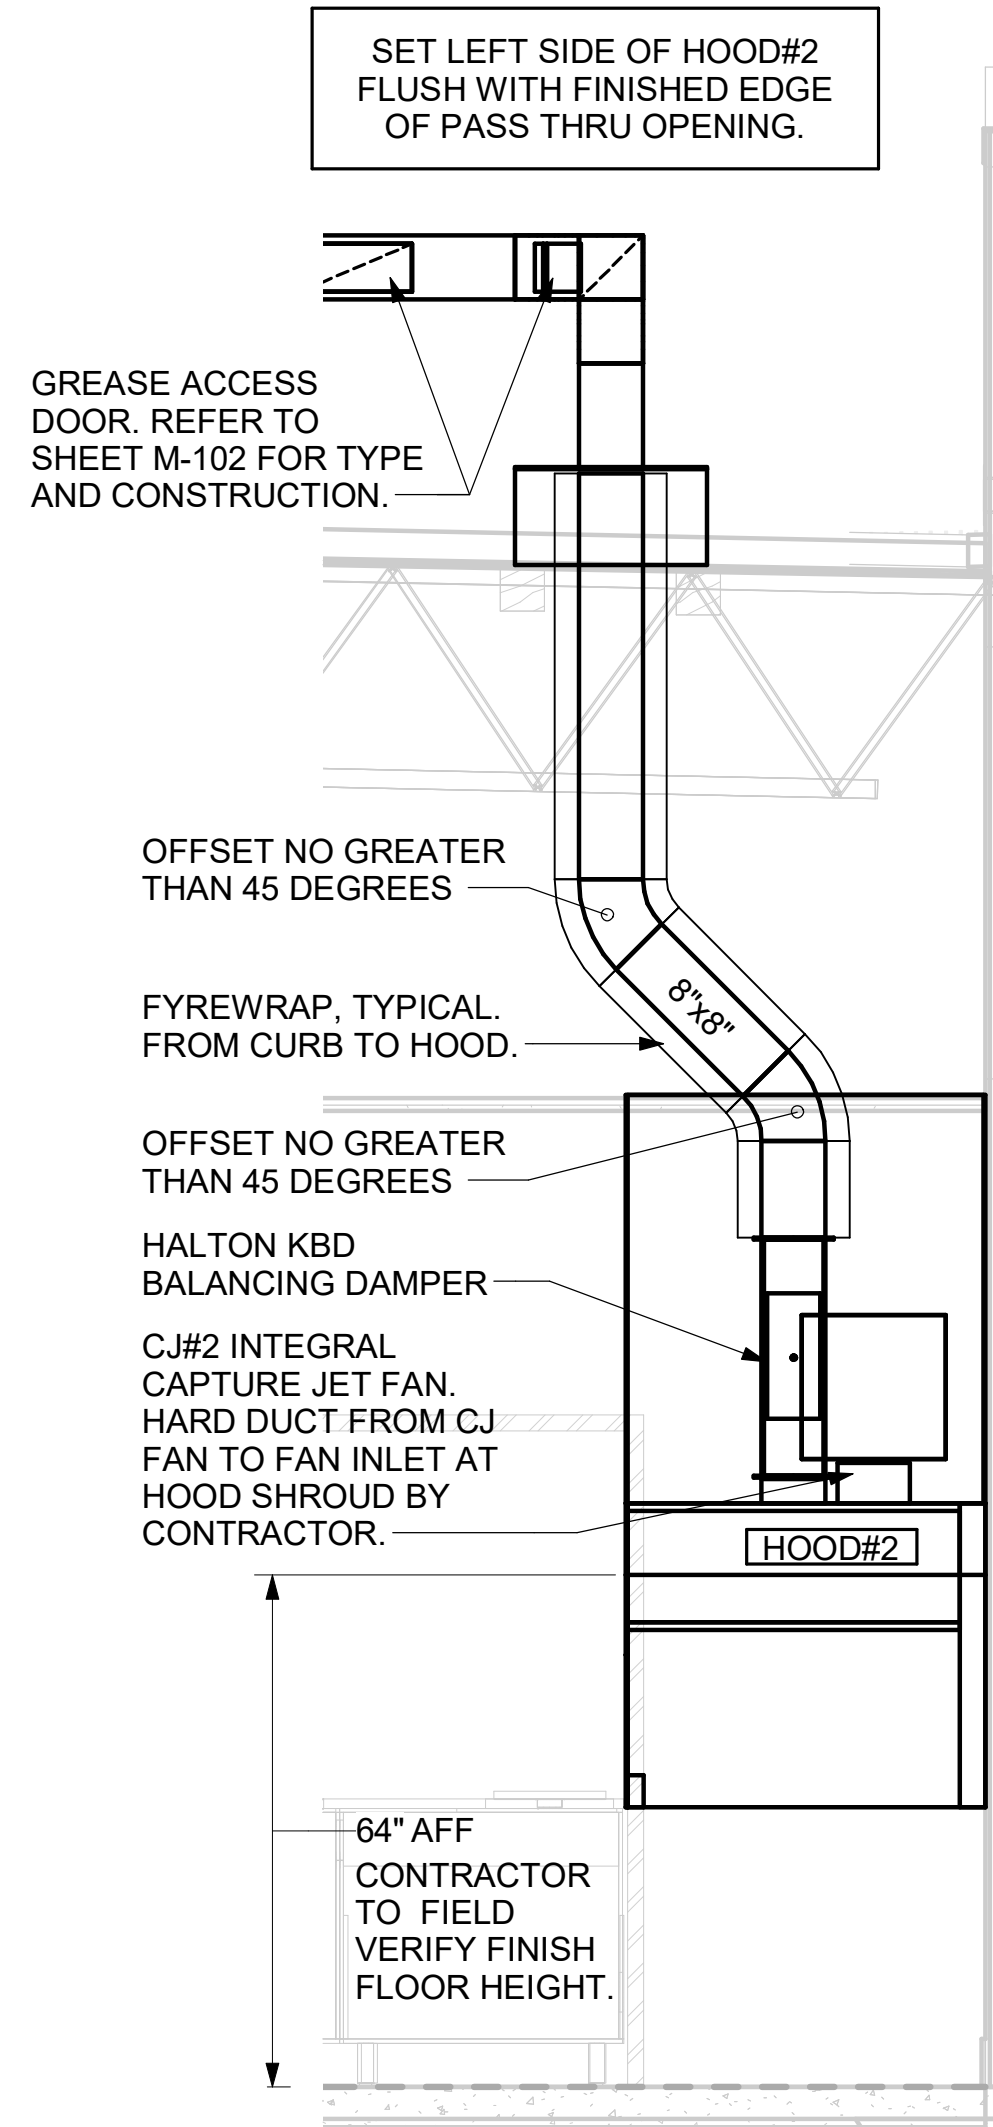 SET LEFT SIDE OF HOOD#2
FLUSH WITH FINISHED EDGE
OF PASS THRU OPENING.
GREASE ACCESS
DOOR. REFER TO
SHEET M-102 FOR TYPE
AND CONSTRUCTION.
OFFSET NO GREATER
THAN 45 DEGREES
FYREWRAP, TYPICAL.
FROM CURB TO HOOD.
8"x8"
OFFSET NO GREATER
THAN 45 DEGREES
HALTON KBD
BALANCING DAMPER
CJ#2 INTEGRAL
CAPTURE JET FAN.
HARD DUCT FROM CJ
FAN TO FAN INLET AT
HOOD SHROUD BY
CONTRACTOR.
HOOD#2
64" AFF
CONTRACTOR
TO FIELD
VERIFY FINISH
FLOOR HEIGHT.